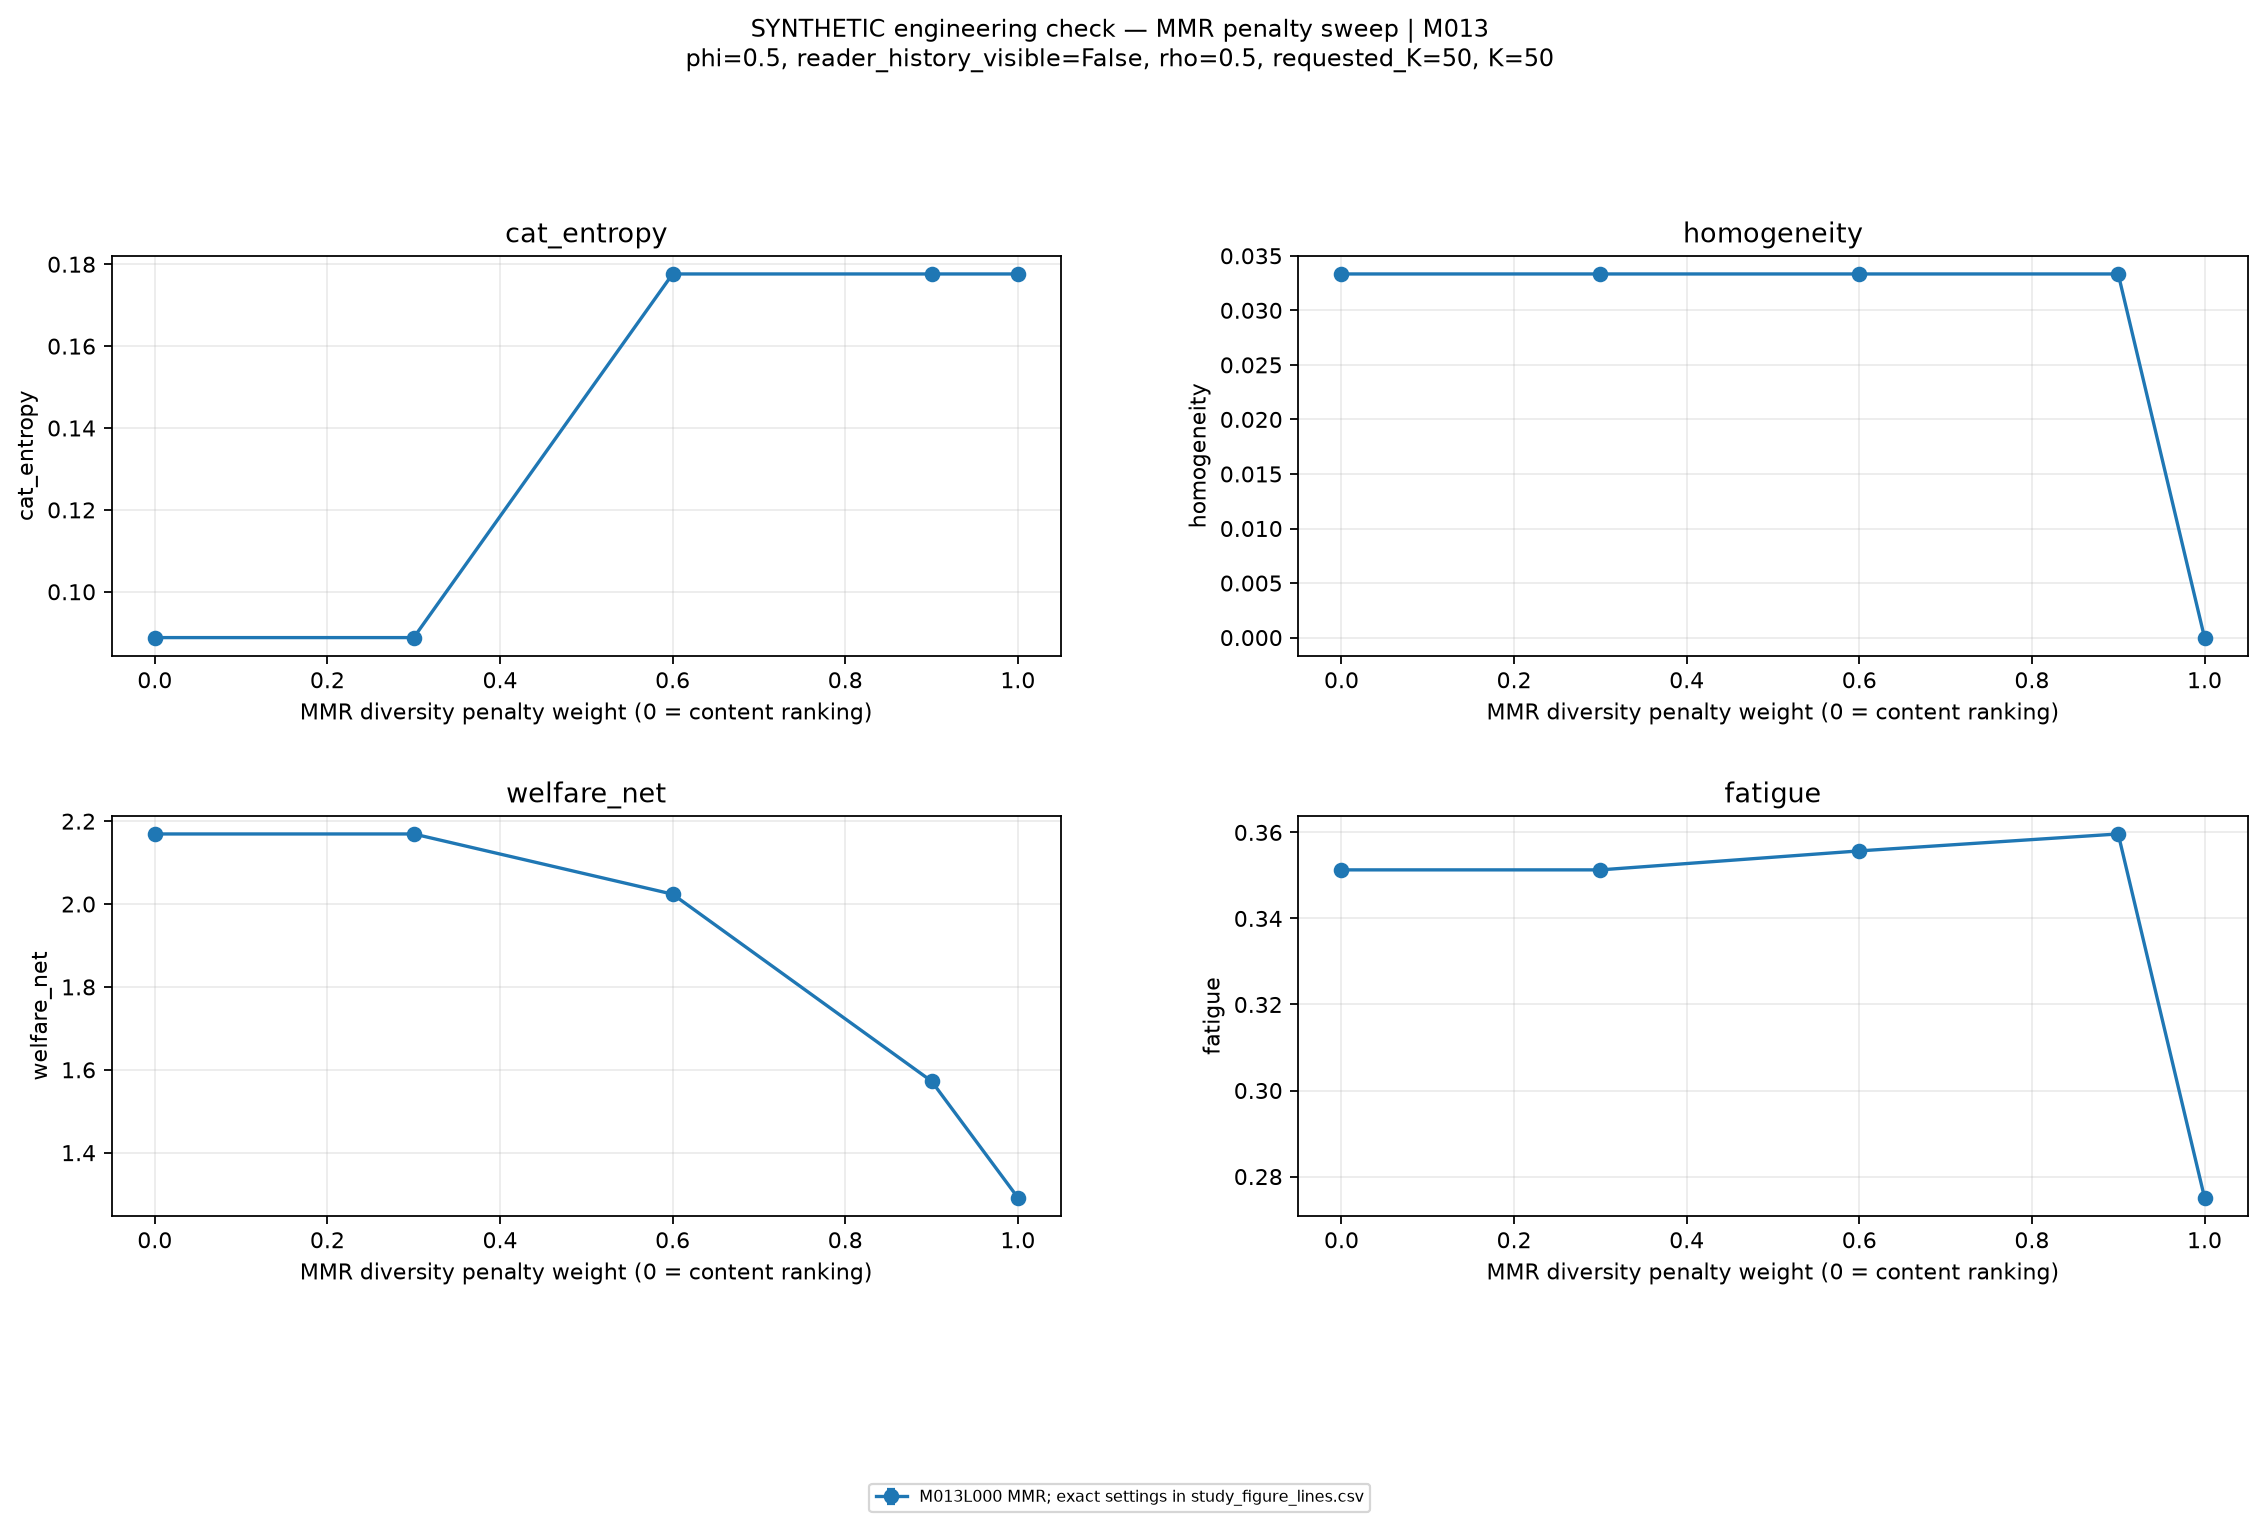 SYNTHETIC engineering check — MMR penalty sweep | M013
phi=0.5, reader_history_visible=False, rho=0.5, requested_K=50, K=50
cat_entropy
cat_entropy
0.18
0.16
0.14
0.12
0.10
0.0 0.2 0.4 0.6 0.8 1.0
MMR diversity penalty weight (0 = content ranking)
homogeneity
homogeneity
0.035
0.030
0.025
0.020
0.015
0.010
0.005
0.000
0.0 0.2 0.4 0.6 0.8 1.0
MMR diversity penalty weight (0 = content ranking)
welfare_net
welfare_net
2.2
2.0
1.8
1.6
1.4
0.0 0.2 0.4 0.6 0.8 1.0
MMR diversity penalty weight (0 = content ranking)
fatigue
fatigue
0.36
0.34
0.32
0.30
0.28
0.0 0.2 0.4 0.6 0.8 1.0
MMR diversity penalty weight (0 = content ranking)
M013L000 MMR; exact settings in study_figure_lines.csv